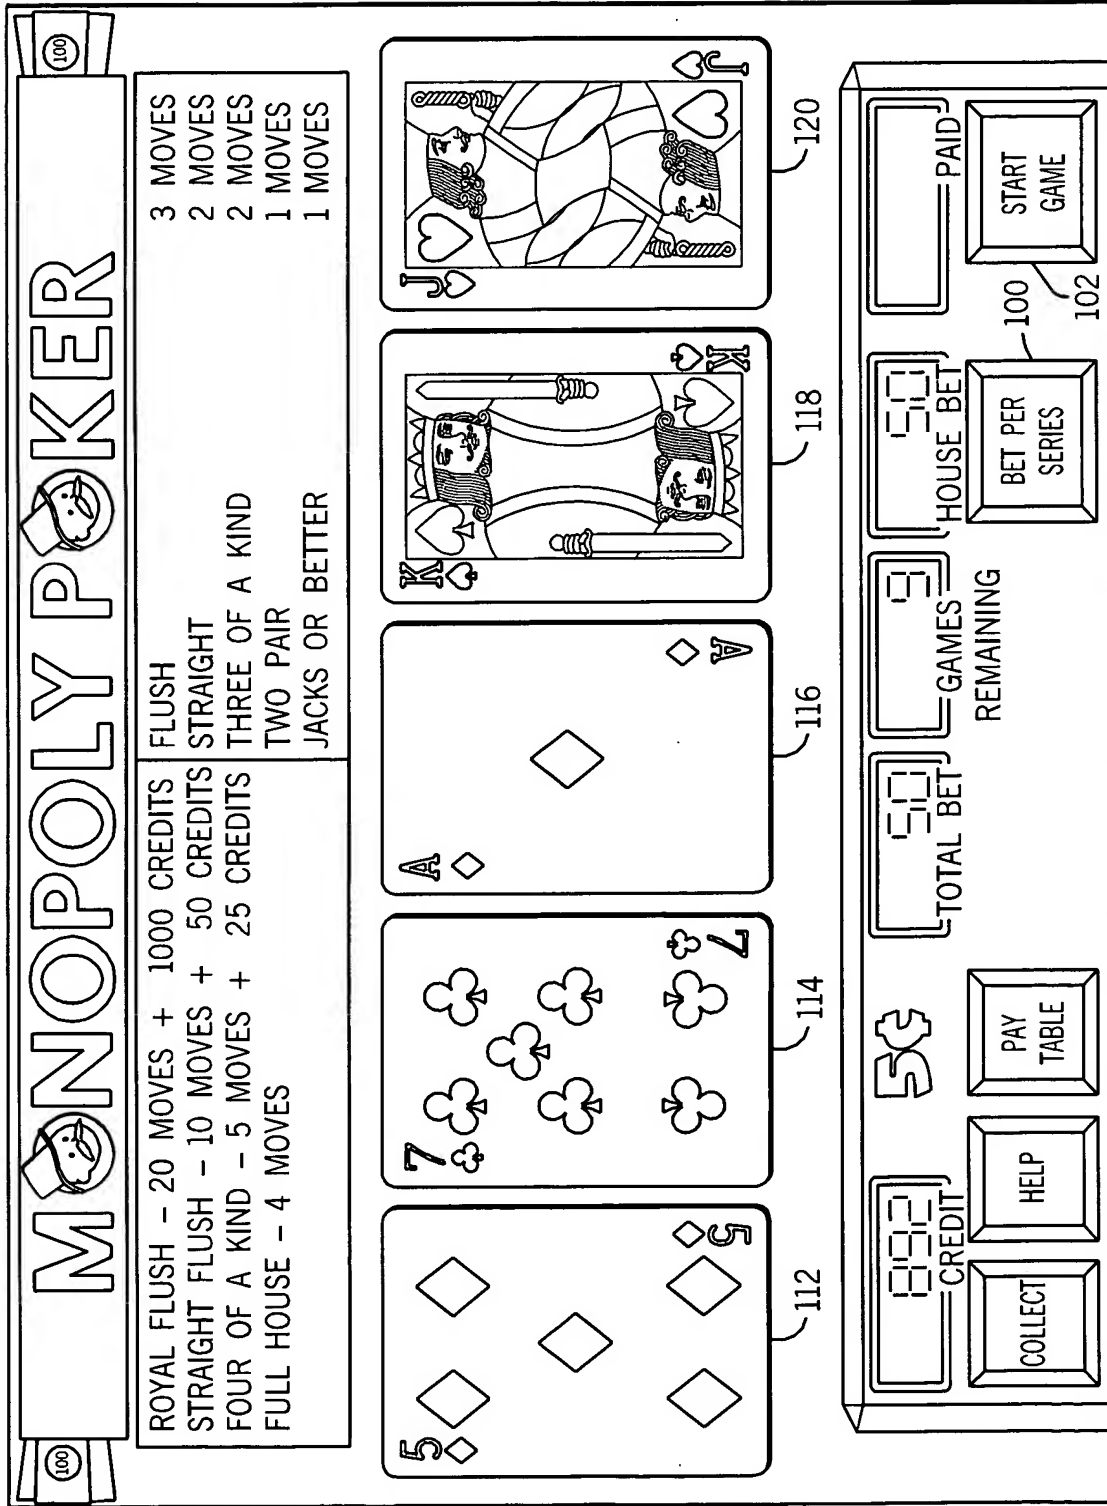 100
MONOPOLY POKER
100
ROYAL FLUSH - 20 MOVES + 1000 CREDITS
STRAIGHT FLUSH - 10 MOVES + 50 CREDITS
FOUR OF A KIND - 5 MOVES + 25 CREDITS
FULL HOUSE - 4 MOVES
FLUSH 3 MOVES
STRAIGHT 2 MOVES
THREE OF A KIND 2 MOVES
TWO PAIR 1 MOVES
JACKS OR BETTER 1 MOVES
5
5
7
7
A
A
K
K
J
J
112
114
116
118
120
CREDIT
5¢
50
TOTAL BET
9
GAMES
REMAINING
50
HOUSE BET
PAID
COLLECT
HELP
PAY
TABLE
BET PER
SERIES
100
START
GAME
102